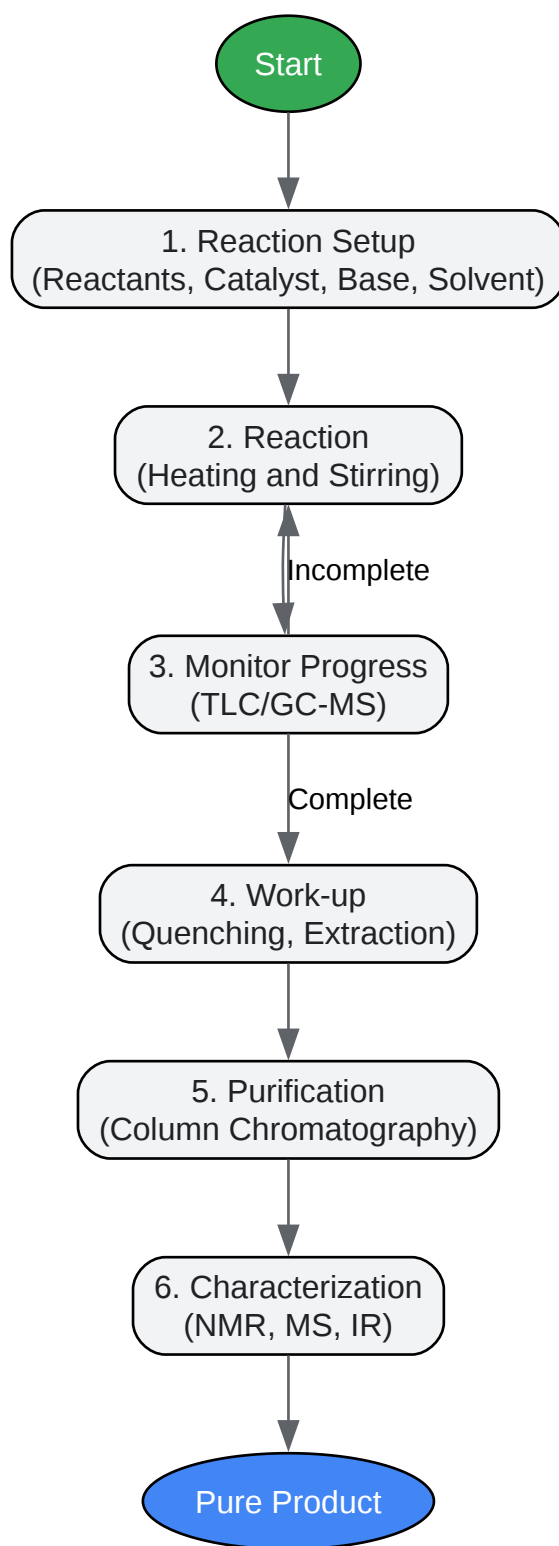 Start
1. Reaction Setup
(Reactants, Catalyst, Base, Solvent)
2. Reaction
(Heating and Stirring)
Incomplete
3. Monitor Progress
(TLC/GC-MS)
Complete
4. Work-up
(Quenching, Extraction)
5. Purification
(Column Chromatography)
6. Characterization
(NMR, MS, IR)
Pure Product